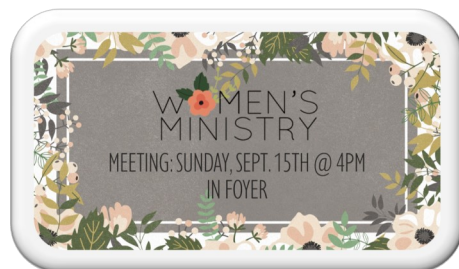 WOMEN'S
MINISTRY
MEETING: SUNDAY, SEPT. 15TH @ 4PM
IN FOYER